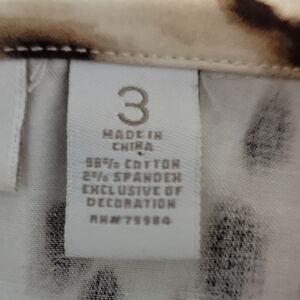 3
MADE IN
CHINA
98% COTTON
2% SPANDEX
EXCLUSIVE OF
DECORATION
RN# 79984